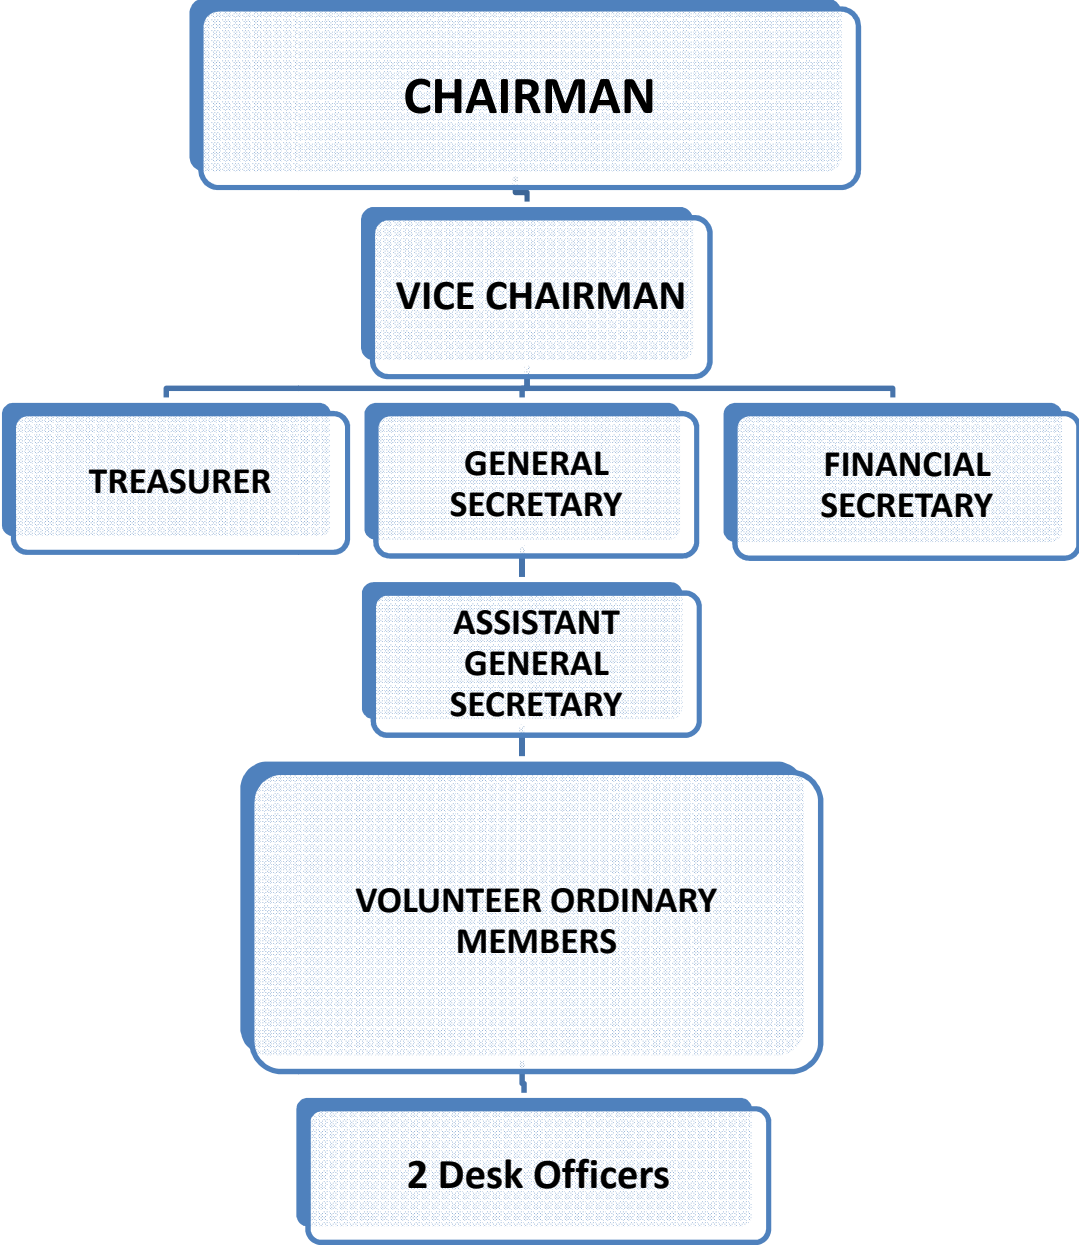 CHAIRMAN
VICE CHAIRMAN
TREASURER
GENERAL
SECRETARY
FINANCIAL
SECRETARY
ASSISTANT
GENERAL
SECRETARY
VOLUNTEER ORDINARY
MEMBERS
2 Desk Officers